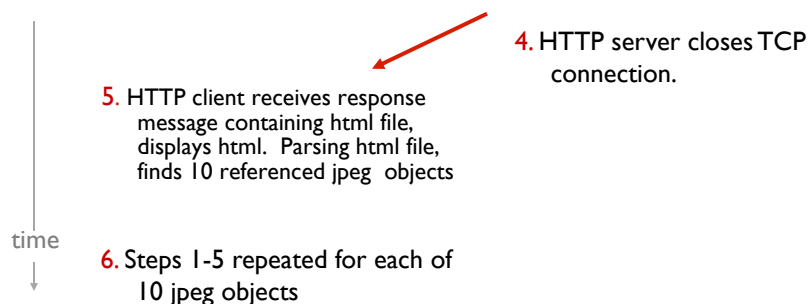 4. HTTP server closes TCP
connection.
5. HTTP client receives response
message containing html file,
displays html. Parsing html file,
finds 10 referenced jpeg objects
time
6. Steps 1-5 repeated for each of
10 jpeg objects